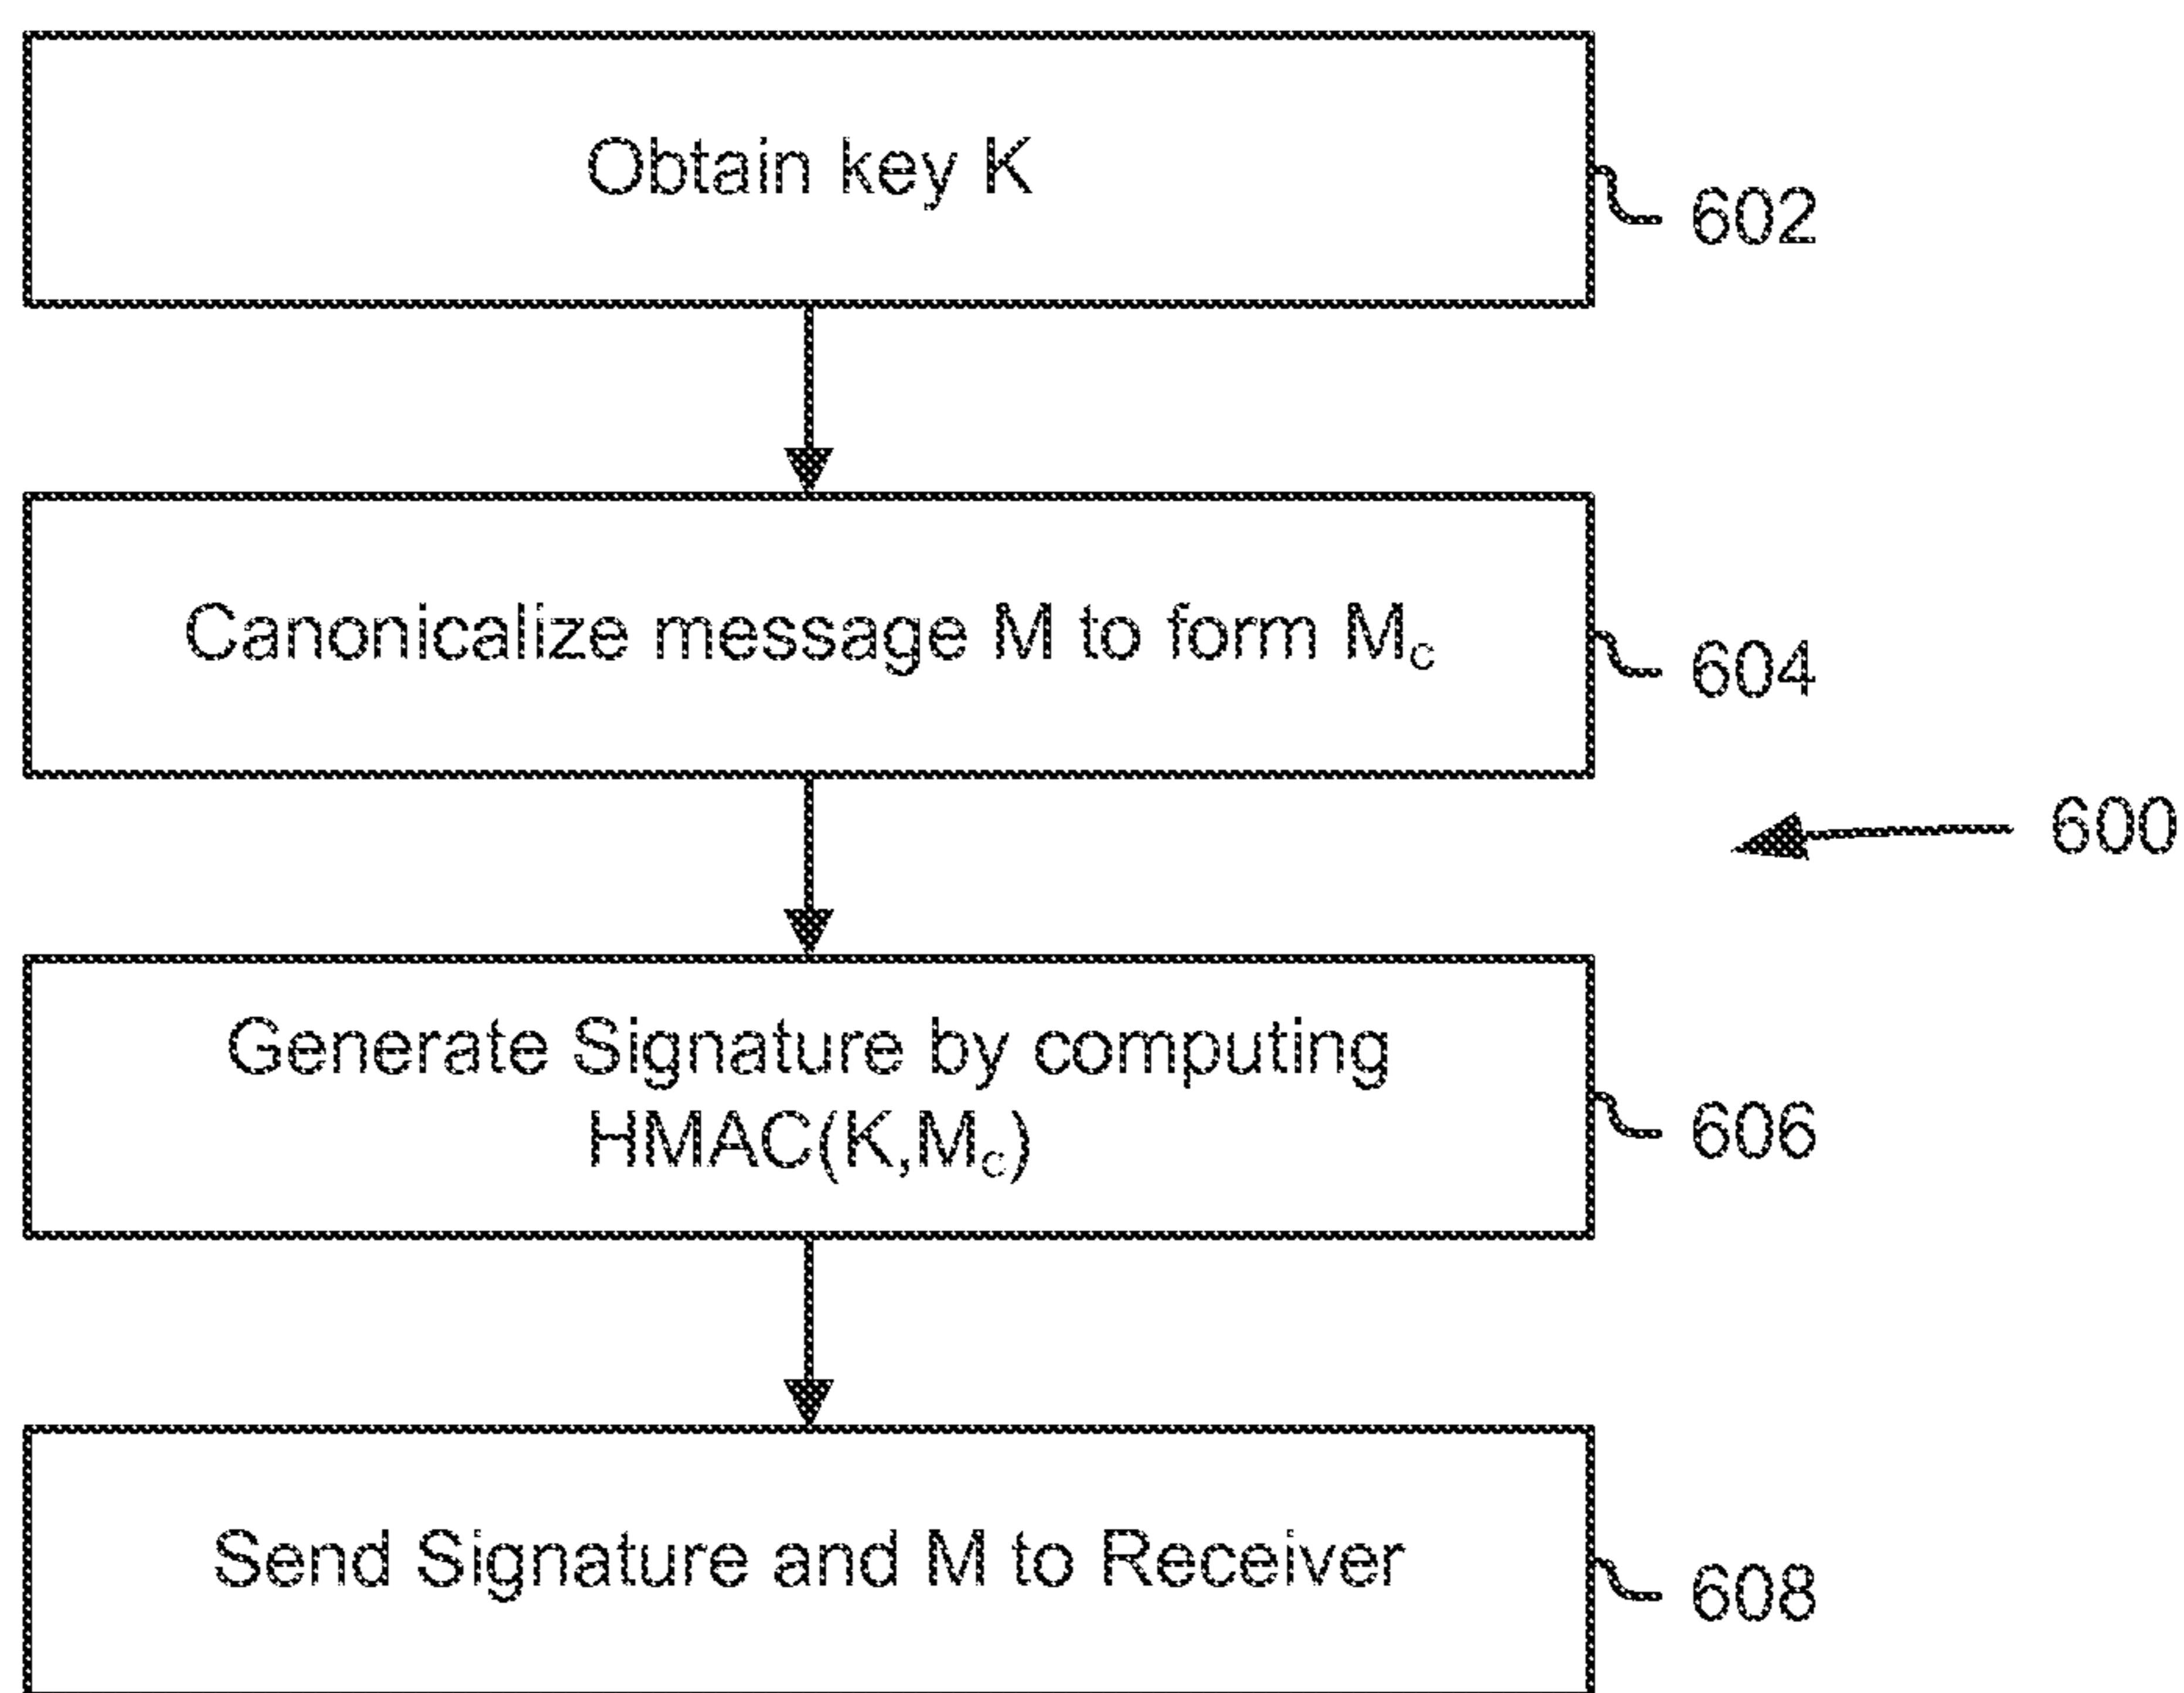 Obtain key K
602
Canonicalize message M to form Mc
604
600
Generate Signature by computing
HMAC(K,Mc)
606
Send Signature and M to Receiver
608